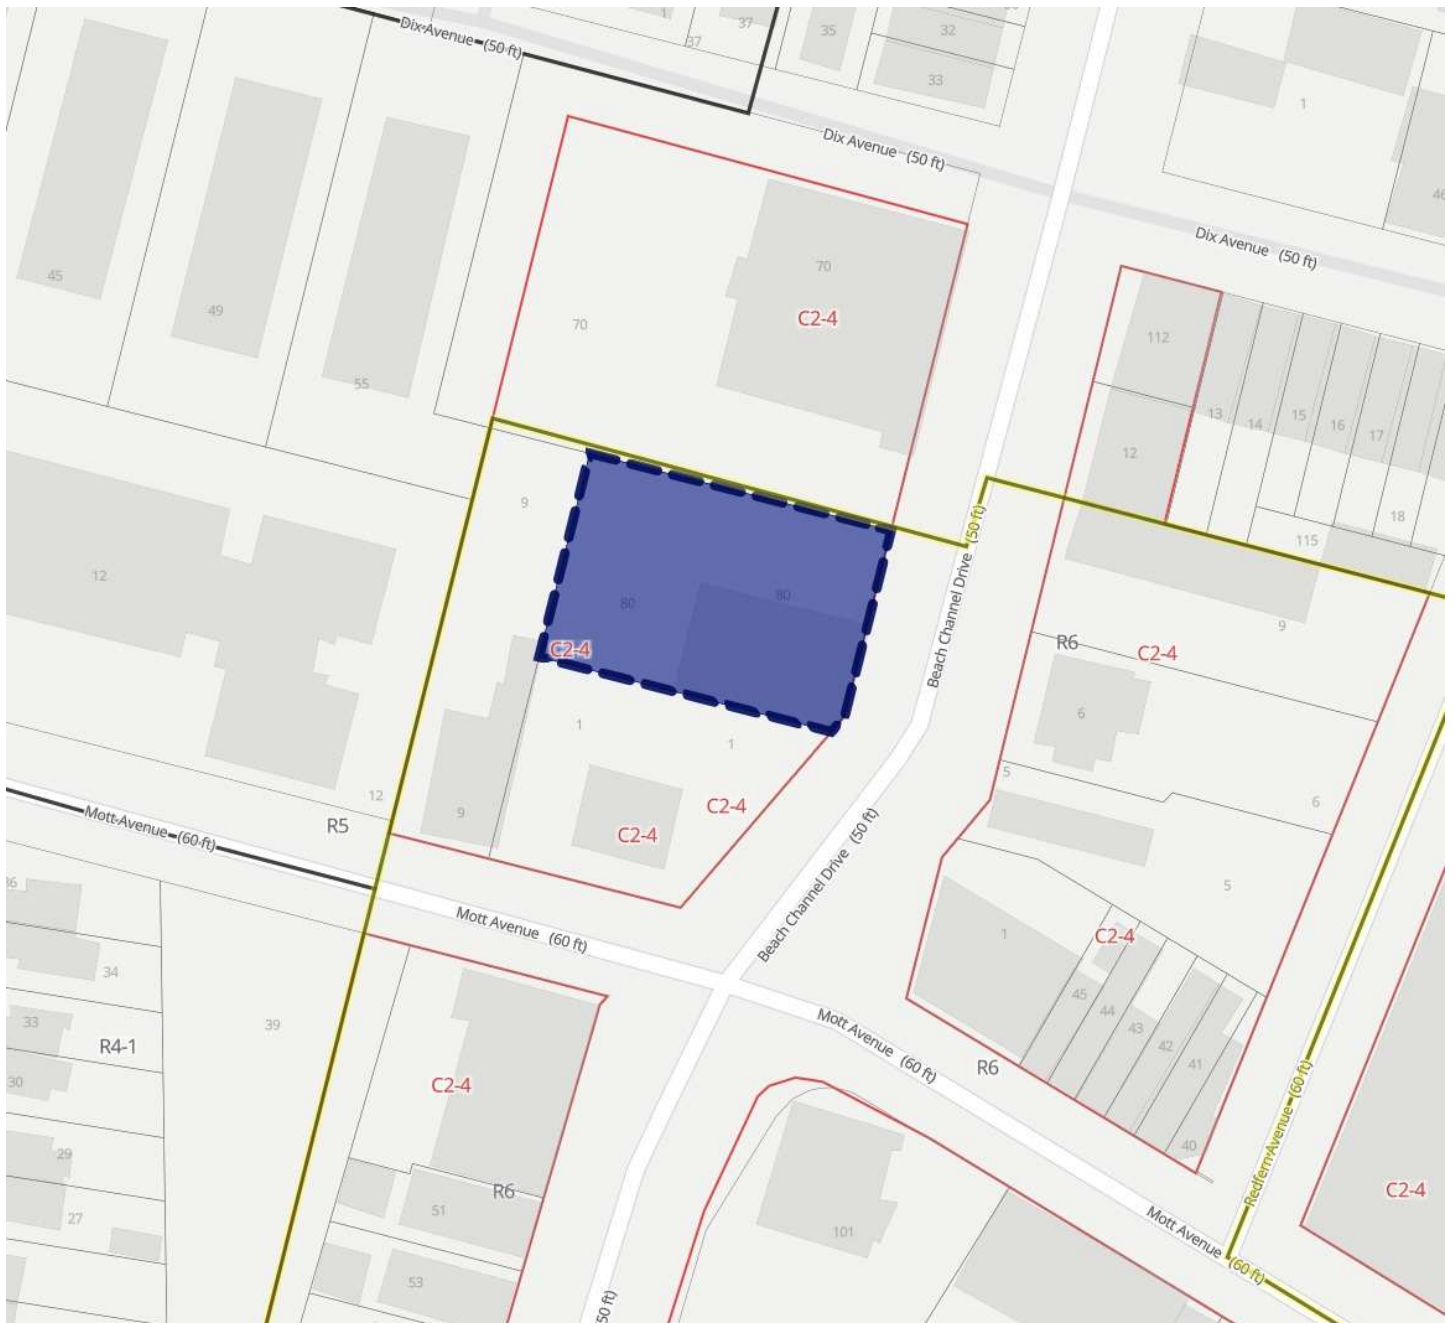 37
37
35
32
33
Dix Avenue (50 ft)
1
46
Dix Avenue (50 ft)
Dix Avenue (50 ft)
45
49
55
70
70
C2-4
112
12
13
14
15
16
17
18
115
9
9
12
80
80
C2-4
Beach Channel Drive (50 ft)
R6
C2-4
6
5
6
1
1
C2-4
C2-4
9
12
R5
Mott Avenue (60 ft)
5
36
34
33
30
29
27
39
R4-1
Mott Avenue (60 ft)
Beach Channel Drive (50 ft)
C2-4
1
45
44
43
42
41
40
C2-4
R6
Mott Avenue (60 ft)
R6
51
53
101
Redfern Avenue (60 ft)
C2-4
Mott Avenue (60 ft)
50 ft)